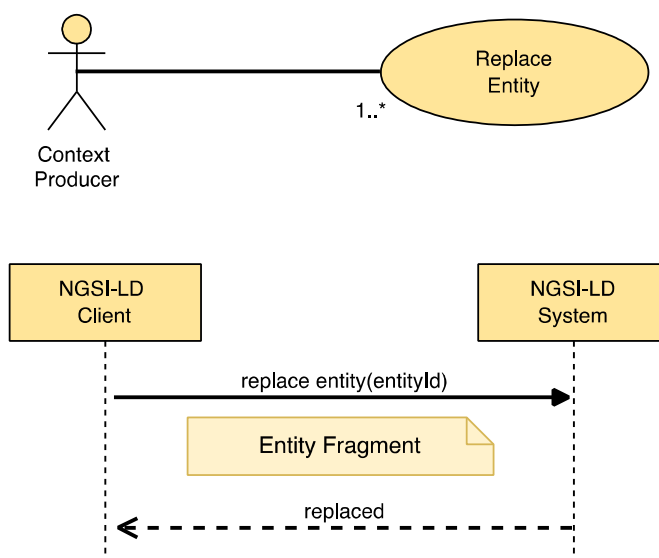 Replace
Entity
1..*
Context
Producer
NGSI-LD
Client
NGSI-LD
System
replace entity(entityId)
Entity Fragment
replaced